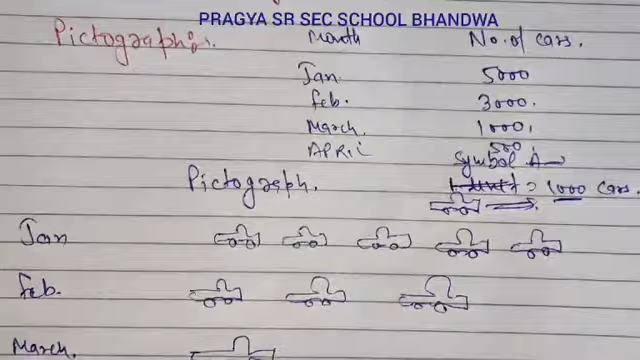 PRAGYA SR SEC SCHOOL BHANDWA
Pictograph:
Month No. of cars.
Jan. 5000
feb. 3000.
March. 1000.
APRIL 500
Symbol
Pictograph. = 1000 Cars.
Jan
feb.
March.